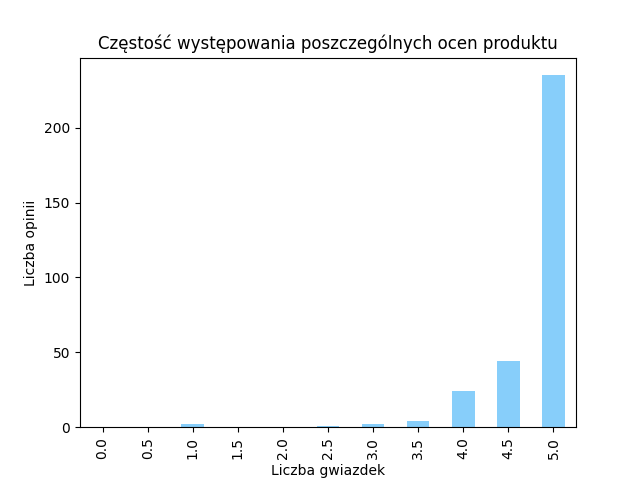 Częstość występowania poszczególnych ocen produktu
Liczba opinii
200
150
100
50
0
0.0 0.5 1.0 1.5 2.0 2.5 3.0 3.5 4.0 4.5 5.0
Liczba gwiazdek